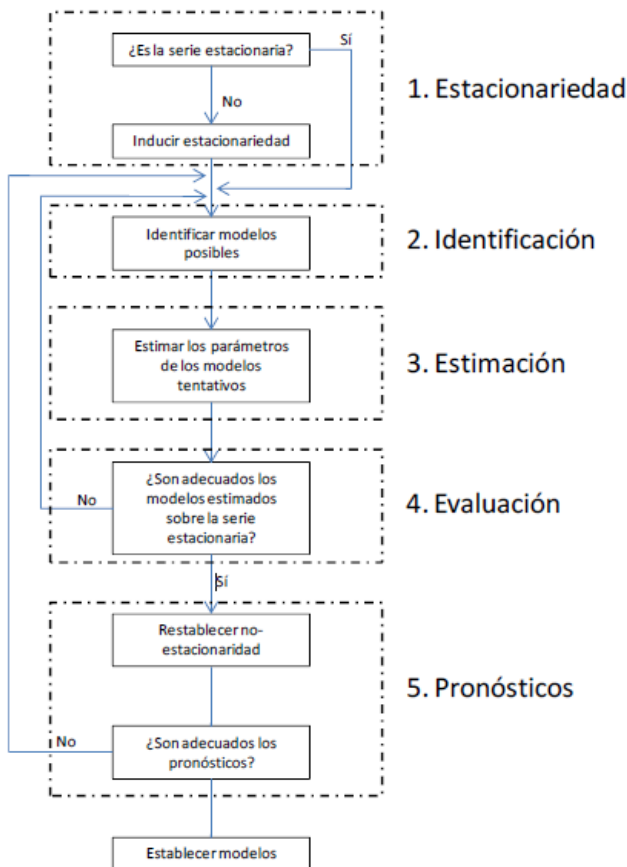 ¿Es la serie estacionaria?
Sí
1. Estacionariedad
No
Inducir estacionariedad
Identificar modelos
posibles
2. Identificación
Estimar los parámetros
de los modelos
tentativos
3. Estimación
¿Son adecuados los
modelos estimados
sobre la serie
estacionaria?
No
4. Evaluación
Sí
Restablecer no-
estacionaridad
5. Pronósticos
No
¿Son adecuados los
pronósticos?
Establecer modelos